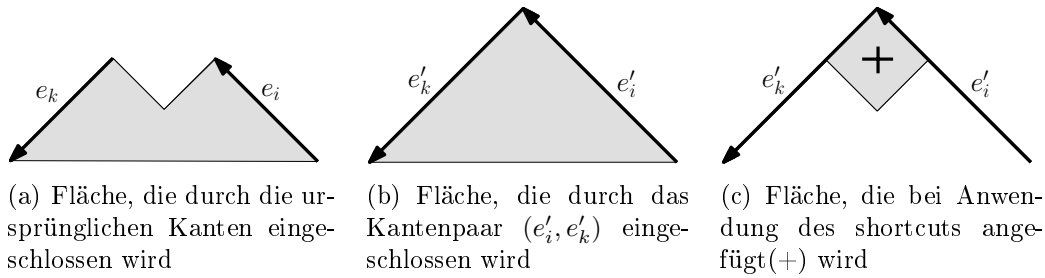 e_k
e_i
e'_k
e'_i
e'_k
+
e'_i
(a) Fläche, die durch die ur-
sprünglichen Kanten einge-
schlossen wird
(b) Fläche, die durch das
Kantenpaar (e'_i, e'_k) einge-
schlossen wird
(c) Fläche, die bei Anwen-
dung des shortcuts ange-
fügt(+) wird